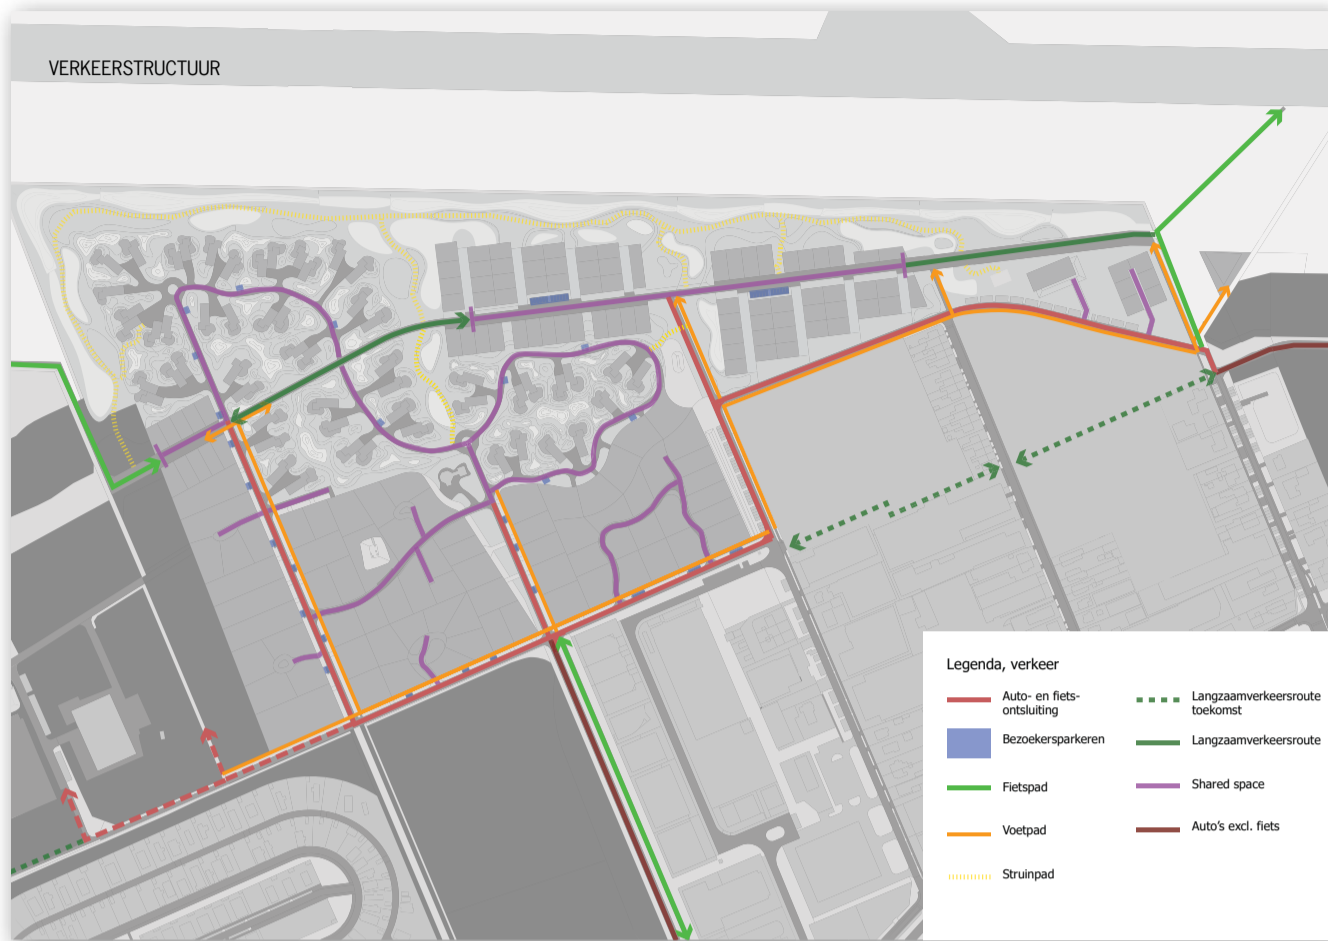 VERKEERSTRUCTUUR
Legenda, verkeer
Auto- en fiets-
ontsluiting
Bezoekersparkeren
Fietspad
Voetpad
Struinpad
Langzaamverkeersroute
toekomst
Langzaamverkeersroute
Shared space
Auto's excl. fiets